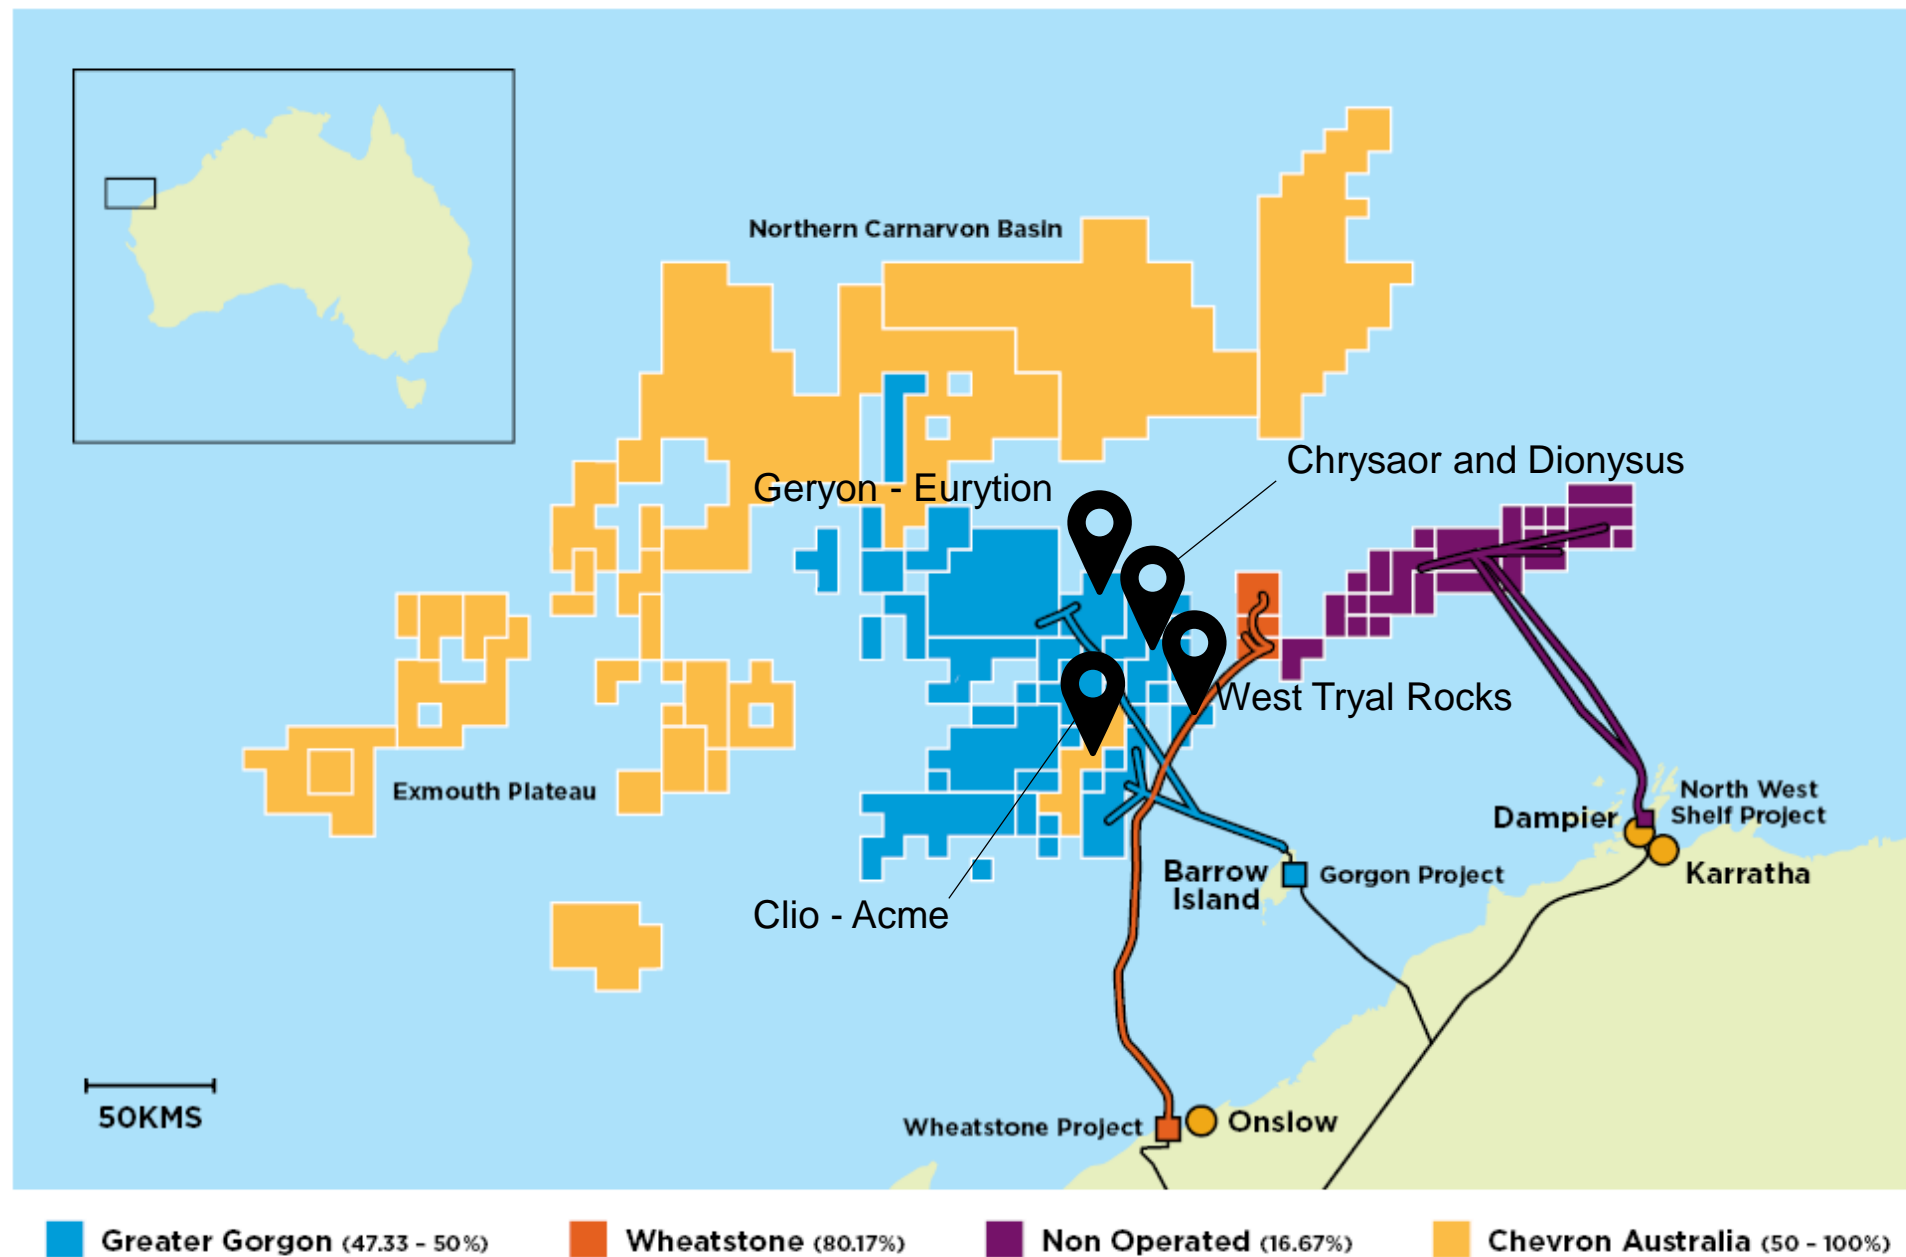 Northern Carnarvon Basin
Chrysaor and Dionysus
Geryon - Eurytion
West Tryal Rocks
Exmouth Plateau
North West
Shelf Project
Dampier
Karratha
Barrow
Island
Gorgon Project
Clio - Acme
50KMS
Wheatstone Project
Onslow
Greater Gorgon (47.33 - 50%)
Wheatstone (80.17%)
Non Operated (16.67%)
Chevron Australia (50 - 100%)